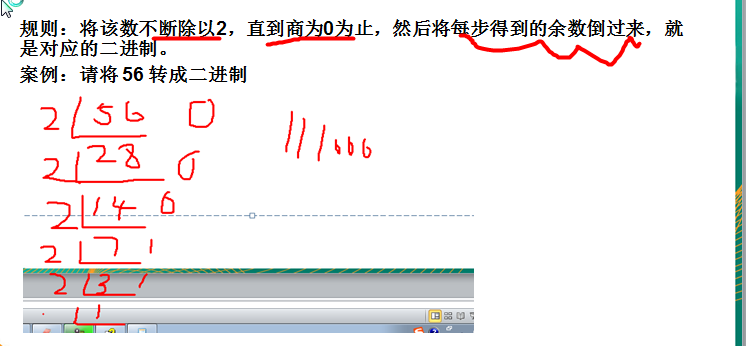 规则：将该数不断除以2，直到商为0为止，然后将每步得到的余数倒过来，就
是对应的二进制。
案例：请将 56 转成二进制
2 56 0
111000
2 28 0
2 14 0
2 7 1
2 3 1
1